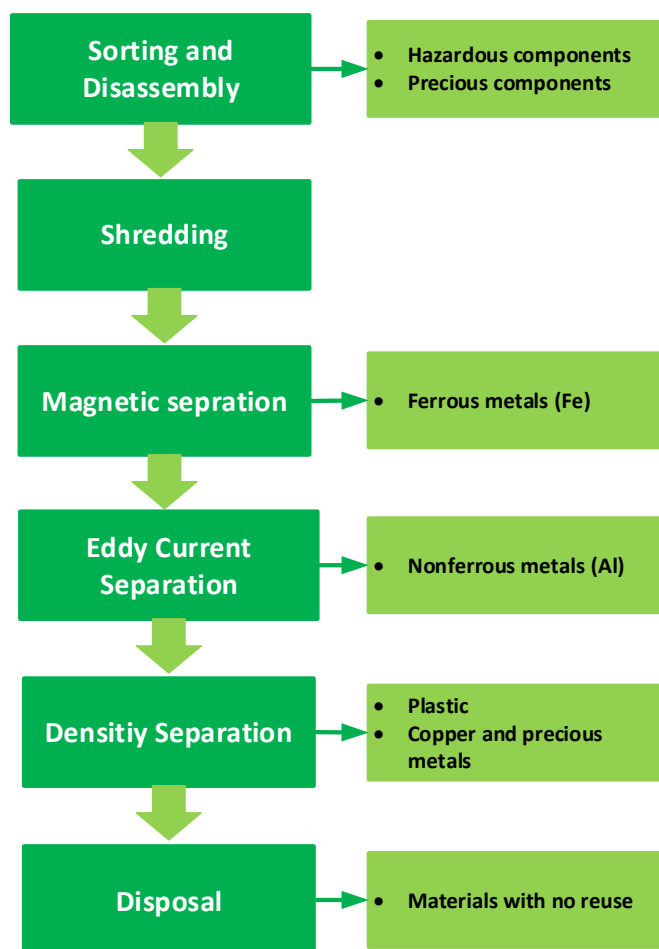 Sorting and
Disassembly
• Hazardous components
• Precious components
Shredding
Magnetic sepration
• Ferrous metals (Fe)
Eddy Current
Separation
• Nonferrous metals (Al)
Densitiy Separation
• Plastic
• Copper and precious
metals
Disposal
• Materials with no reuse